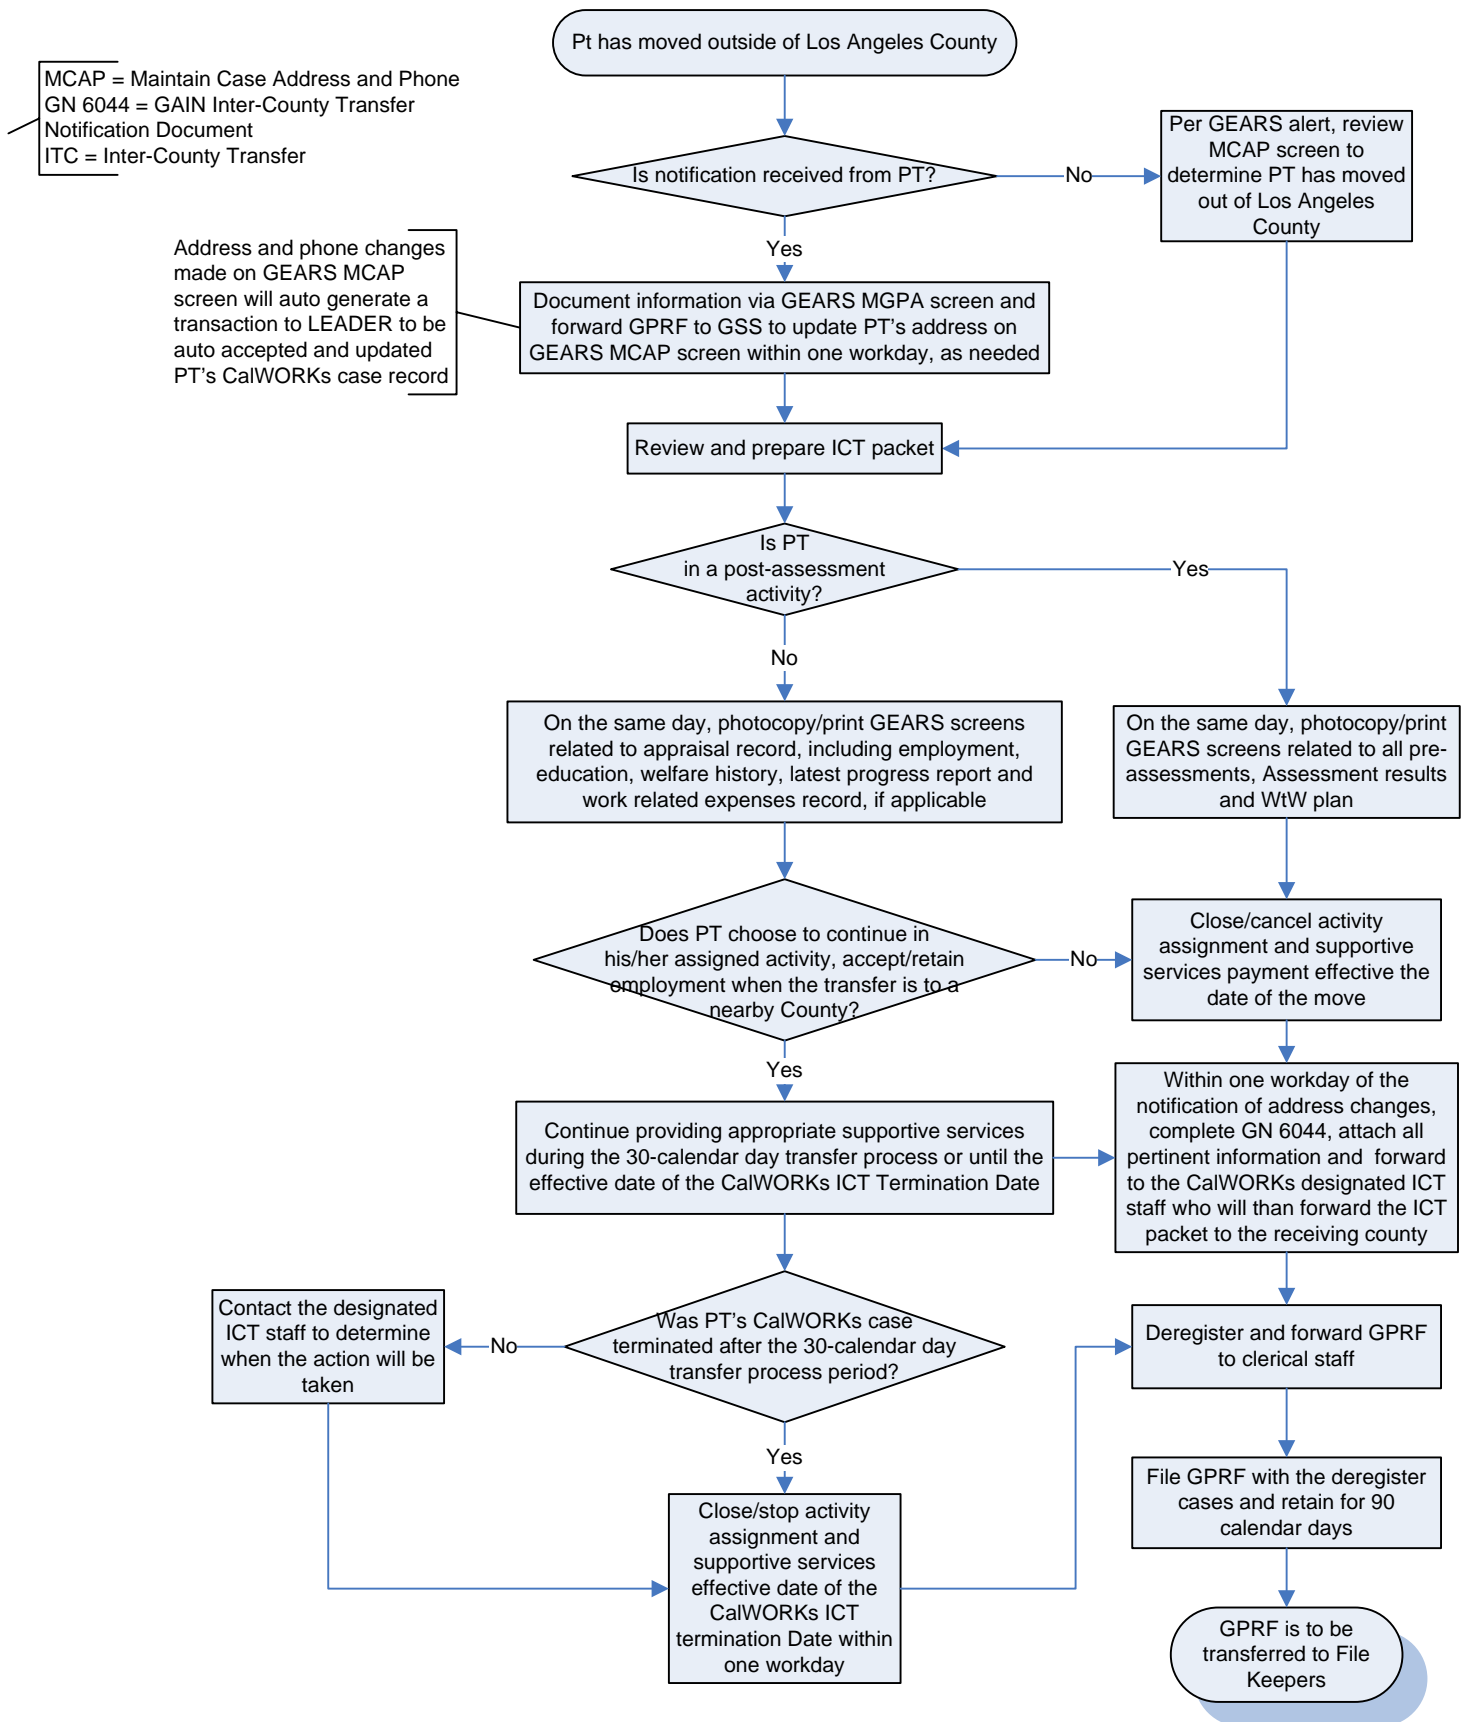 Pt has moved outside of Los Angeles County
MCAP = Maintain Case Address and Phone
GN 6044 = GAIN Inter-County Transfer
Notification Document
ITC = Inter-County Transfer
Is notification received from PT?
No
Per GEARS alert, review
MCAP screen to
determine PT has moved
out of Los Angeles
County
Yes
Address and phone changes
made on GEARS MCAP
screen will auto generate a
transaction to LEADER to be
auto accepted and updated
PT's CalWORKs case record
Document information via GEARS MGPA screen and
forward GPRF to GSS to update PT's address on
GEARS MCAP screen within one workday, as needed
Review and prepare ICT packet
Is PT
in a post-assessment
activity?
Yes
No
On the same day, photocopy/print GEARS screens
related to appraisal record, including employment,
education, welfare history, latest progress report and
work related expenses record, if applicable
On the same day, photocopy/print
GEARS screens related to all pre-
assessments, Assessment results
and WtW plan
Does PT choose to continue in
his/her assigned activity, accept/retain
employment when the transfer is to a
nearby County?
No
Close/cancel activity
assignment and supportive
services payment effective the
date of the move
Yes
Continue providing appropriate supportive services
during the 30-calendar day transfer process or until the
effective date of the CalWORKs ICT Termination Date
Within one workday of the
notification of address changes,
complete GN 6044, attach all
pertinent information and  forward
to the CalWORKs designated ICT
staff who will than forward the ICT
packet to the receiving county
Was PT's CalWORKs case
terminated after the 30-calendar day
transfer process period?
No
Contact the designated
ICT staff to determine
when the action will be
taken
Deregister and forward GPRF
to clerical staff
Yes
Close/stop activity
assignment and
supportive services
effective date of the
CalWORKs ICT
termination Date within
one workday
File GPRF with the deregister
cases and retain for 90
calendar days
GPRF is to be
transferred to File
Keepers